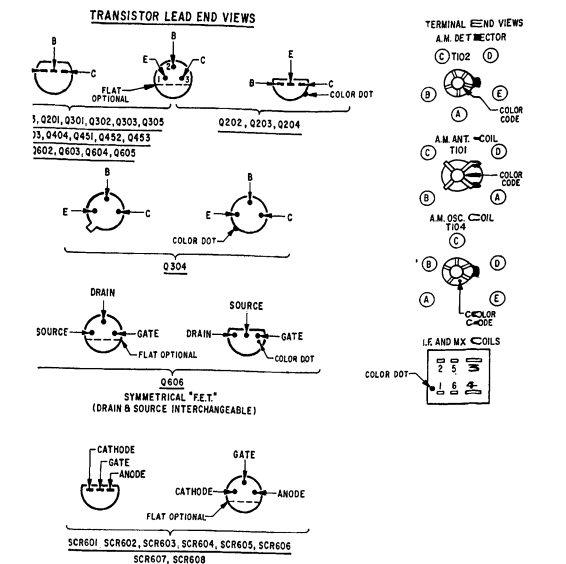 TRANSISTOR LEAD END VIEWS
B
C
B
E
C
1
2
3
FLAT
OPTIONAL
E
B
C
COLOR DOT
3, Q201, Q301, Q302, Q303, Q305
03, Q404, Q451, Q452, Q453
Q602, Q603, Q604, Q605
Q202, Q203, Q204
B
E
C
B
E
C
COLOR DOT
Q304
DRAIN
SOURCE
GATE
FLAT OPTIONAL
SOURCE
DRAIN
GATE
COLOR DOT
Q606
SYMMETRICAL "F.E.T."
(DRAIN & SOURCE INTERCHANGEABLE)
CATHODE
GATE
ANODE
GATE
CATHODE
ANODE
FLAT OPTIONAL
SCR601, SCR602, SCR603, SCR604, SCR605, SCR606
SCR607, SCR608
TERMINAL END VIEWS
A.M. DETECTOR
C T102 D
B E
A
COLOR
CODE
A.M. ANT. COIL
C T101 D
COLOR
CODE
B A
A.M. OSC. COIL
T104
C
B D
A E
COLOR
CODE
I.F. AND MX COILS
2 5 3
COLOR DOT
1 6 4